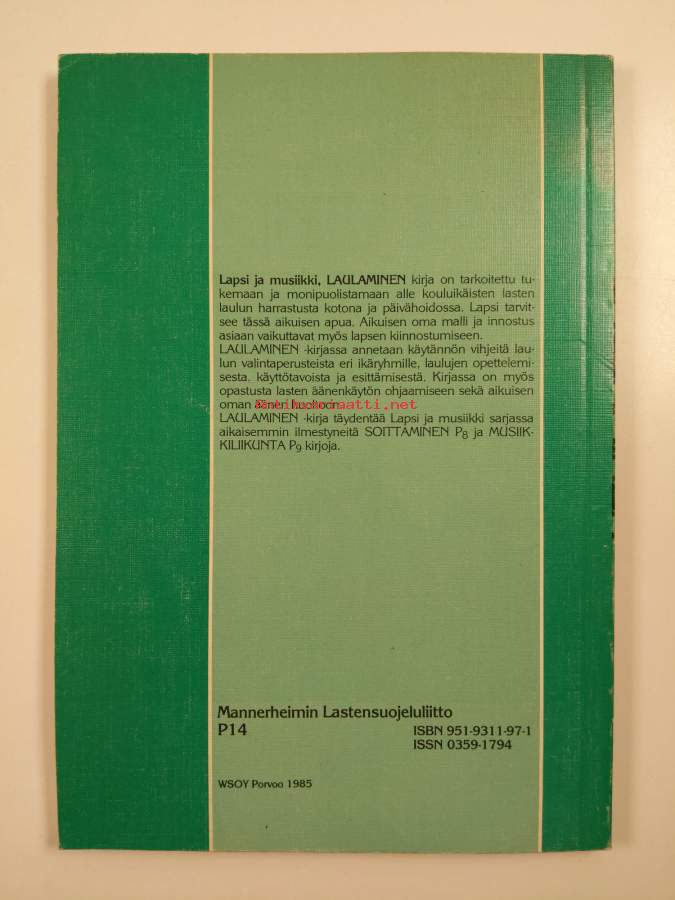 Lapsi ja musiikki, LAULAMINEN kirja on tarkoitettu tu-
kemaan ja monipuolistamaan alle kouluikäisten lasten
laulun harrastusta kotona ja päivähoidossa. Lapsi tarvit-
see tässä aikuisen apua. Aikuisen oma malli ja innostus
asiaan vaikuttavat myös lapsen kiinnostumiseen.
LAULAMINEN -kirjassa annetaan käytännön vihjeitä lau-
lun valintaperusteista eri ikäryhmille, laulujen opettelemi-
sesta, käyttötavoista ja esittämisestä. Kirjassa on myös
opastusta lasten äänenkäytön ohjaamiseen sekä aikuisen
oman äänen huoltoon.
antikvariaatti.net
LAULAMINEN -kirja täydentää Lapsi ja musiikki sarjassa
aikaisemmin ilmestyneitä SOITTAMINEN P8 ja MUSIIK-
KILIIKUNTA P9 kirjoja.
Mannerheimin Lastensuojeluliitto
P14
ISBN 951-9311-97-1
ISSN 0359-1794
WSOY Porvoo 1985